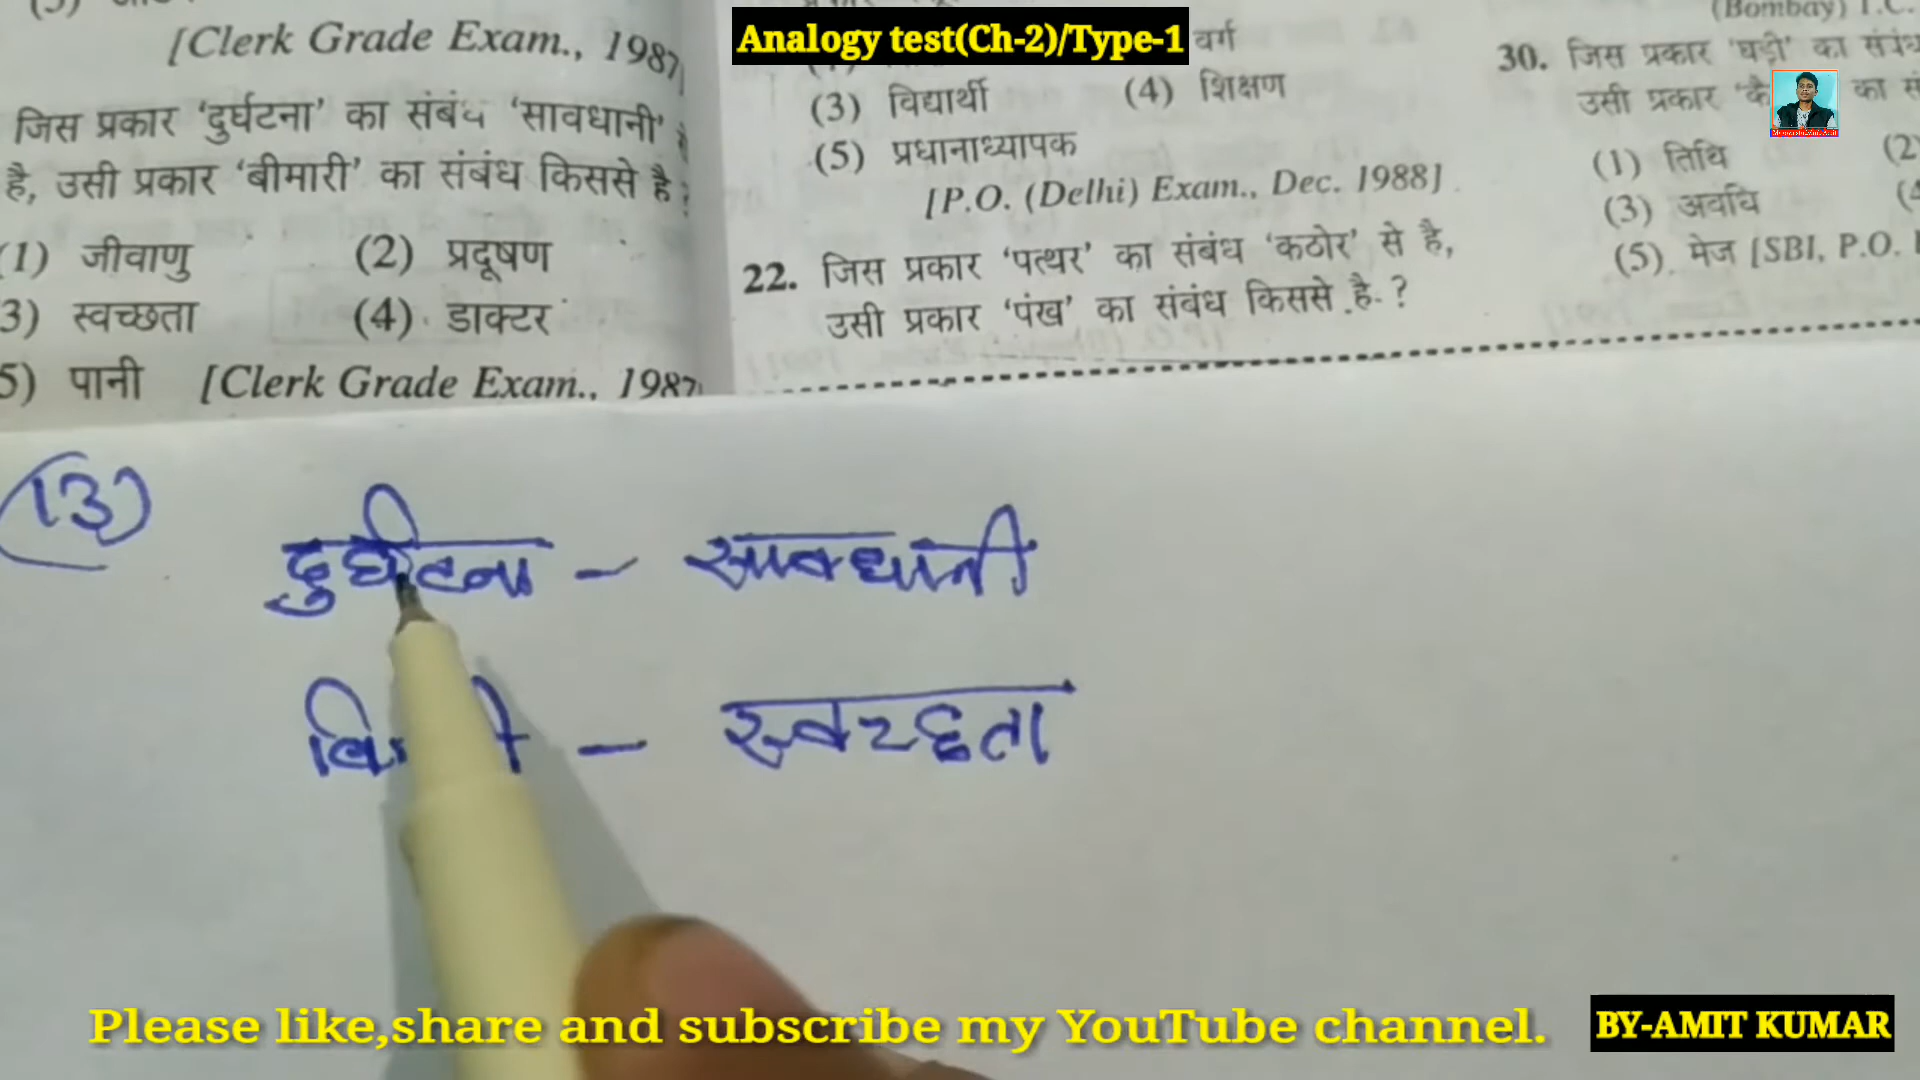 [Clerk Grade Exam., 1987]
जिस प्रकार ‘दुर्घटना’ का संबंध ‘सावधानी’ से
है, उसी प्रकार ‘बीमारी’ का संबंध किससे है ?
(1) जीवाणु (2) प्रदूषण
3) स्वच्छता (4) डाक्टर
5) पानी [Clerk Grade Exam., 1987
Analogy test(Ch-2)/Type-1
वर्ग
(3) विद्यार्थी (4) शिक्षण
(5) प्रधानाध्यापक
[P.O. (Delhi) Exam., Dec. 1988]
22. जिस प्रकार ‘पत्थर’ का संबंध ‘कठोर’ से है,
उसी प्रकार ‘पंख’ का संबंध किससे है ?
(Bombay)
30. जिस प्रकार ‘घड़ी’ का संबंध
उसी प्रकार का
(1) तिथि (2)
(3) अवधि
(5) मेज [SBI, P.O.
13)
दुर्घटना – सावधानी
– स्वच्छता
Please like,share and subscribe my YouTube channel.
BY-AMIT KUMAR